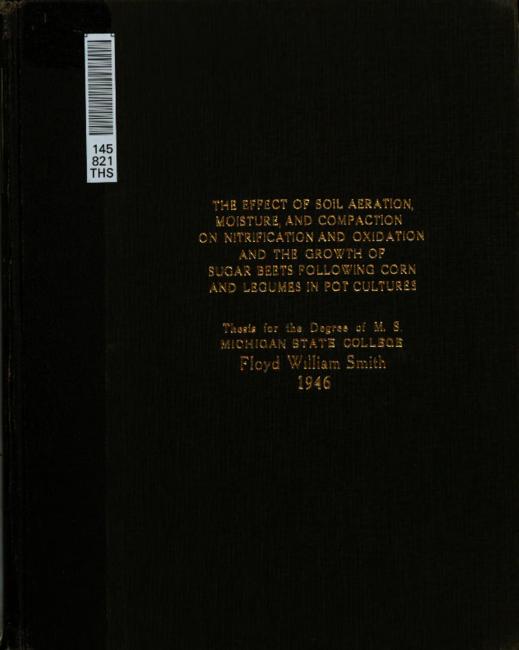 145
821
THS
THE EFFECT OF SOIL AERATION,
MOISTURE, AND COMPACTION
ON NITRIFICATION AND OXIDATION
AND THE GROWTH OF
SUGAR BEETS FOLLOWING CORN
AND LEGUMES IN POT CULTURES
Thesis for the Degree of M. S.
MICHIGAN STATE COLLEGE
Floyd William Smith
1946